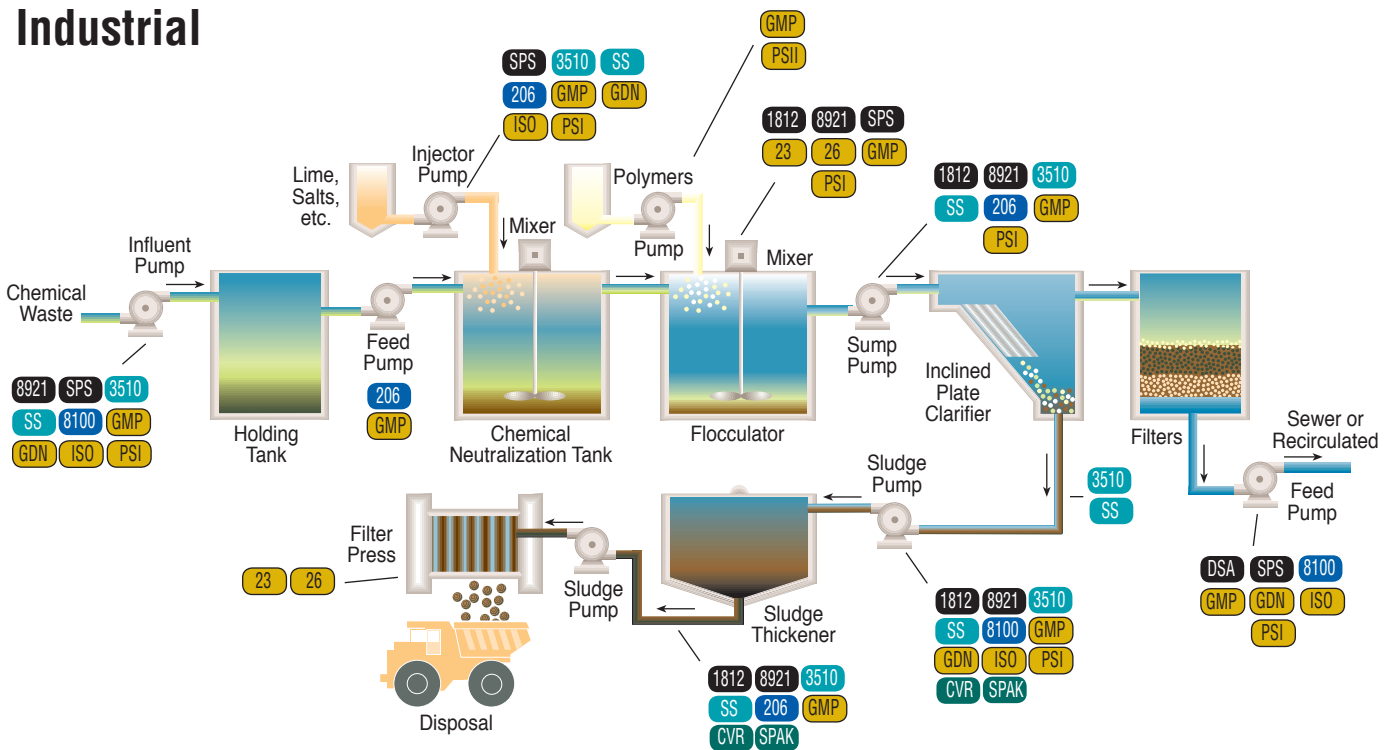 Industrial
GMP
PSII
SPS 3510 SS
206 GMP GDN
ISO PSI
1812 8921 SPS
23 26 GMP
PSI
1812 8921 3510
SS 206 GMP
PSI
Lime,
Salts,
etc.
Injector
Pump
Mixer
Polymers
Pump
Mixer
Influent
Pump
Chemical
Waste
8921 SPS 3510
SS 8100 GMP
GDN ISO PSI
Holding
Tank
Feed
Pump
206
GMP
Chemical
Neutralization Tank
Flocculator
Sump
Pump
Inclined
Plate
Clarifier
Filters
Sewer or
Recirculated
Feed
Pump
DSA SPS 8100
GMP GDN ISO
PSI
3510
SS
Sludge
Pump
1812 8921 3510
SS 8100 GMP
GDN ISO PSI
CVR SPAK
Sludge
Thickener
Sludge
Pump
1812 8921 3510
SS 206 GMP
CVR SPAK
Filter
Press
23 26
Disposal